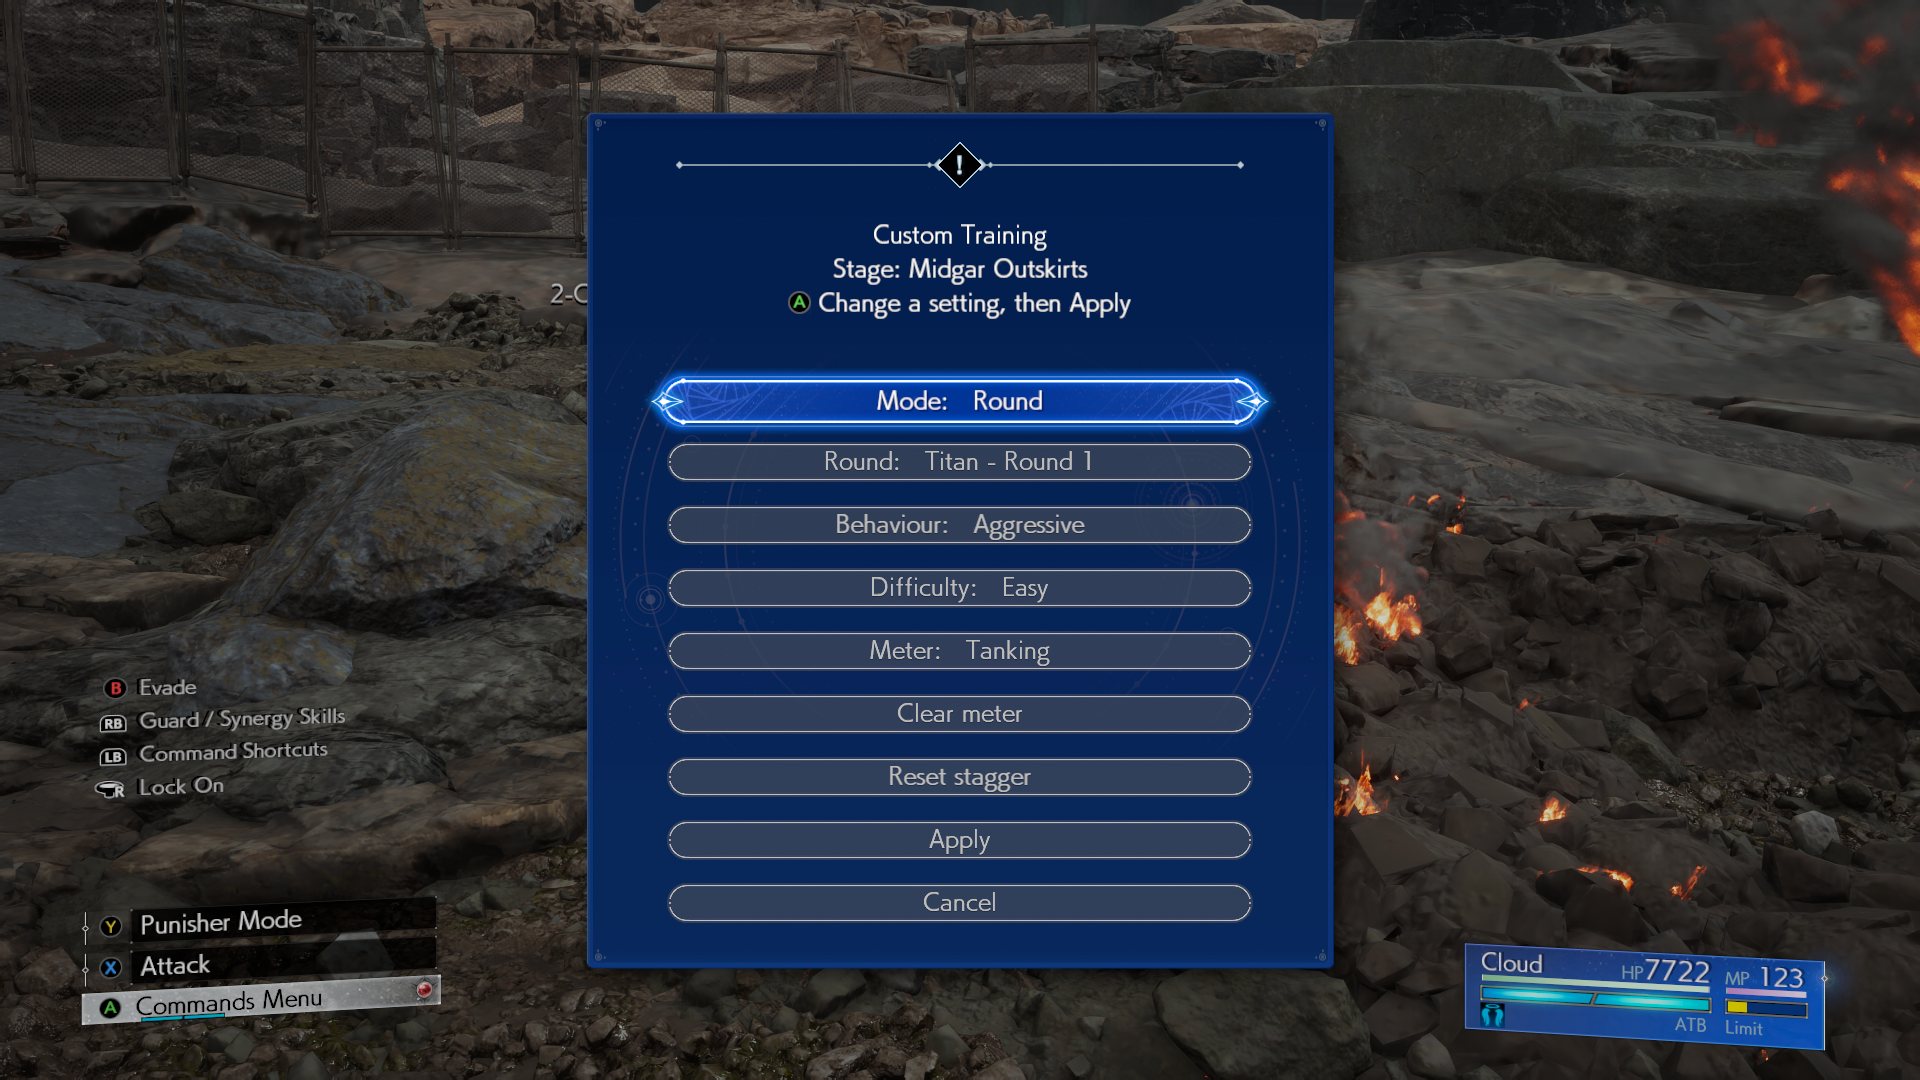 !
Custom Training
Stage: Midgar Outskirts
A Change a setting, then Apply
2-C
Mode: Round
Round: Titan - Round 1
Behaviour: Aggressive
Difficulty: Easy
Meter: Tanking
Clear meter
Reset stagger
Apply
Cancel
B Evade
RB Guard / Synergy Skills
LB Command Shortcuts
R Lock On
Y Punisher Mode
X Attack
A Commands Menu
Cloud HP 7722 MP 123
ATB Limit